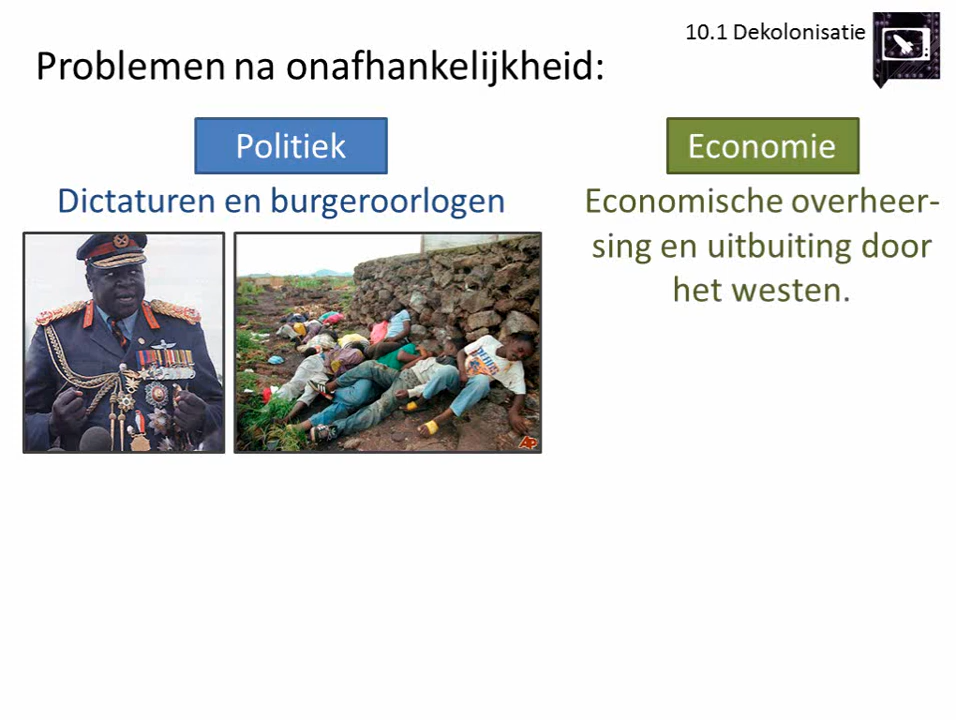 10.1 Dekolonisatie
Problemen na onafhankelijkheid:
Politiek
Dictaturen en burgeroorlogen
Economie
Economische overheer-
sing en uitbuiting door
het westen.
AP